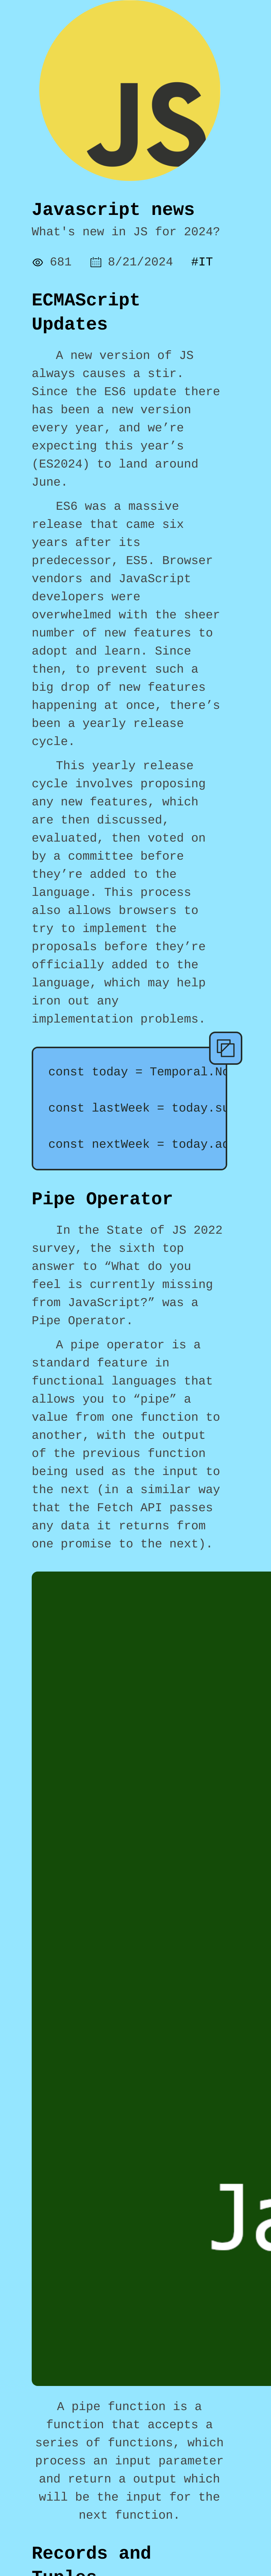 JS
Javascript news
What's new in JS for 2024?
681 8/21/2024 #IT
ECMAScript
Updates
A new version of JS
always causes a stir.
Since the ES6 update there
has been a new version
every year, and we’re
expecting this year’s
(ES2024) to land around
June.
ES6 was a massive
release that came six
years after its
predecessor, ES5. Browser
vendors and JavaScript
developers were
overwhelmed with the sheer
number of new features to
adopt and learn. Since
then, to prevent such a
big drop of new features
happening at once, there’s
been a yearly release
cycle.
This yearly release
cycle involves proposing
any new features, which
are then discussed,
evaluated, then voted on
by a committee before
they’re added to the
language. This process
also allows browsers to
try to implement the
proposals before they’re
officially added to the
language, which may help
iron out any
implementation problems.
const today = Temporal.No
const lastWeek = today.su
const nextWeek = today.ad
Pipe Operator
In the State of JS 2022
survey, the sixth top
answer to “What do you
feel is currently missing
from JavaScript?” was a
Pipe Operator.
A pipe operator is a
standard feature in
functional languages that
allows you to “pipe” a
value from one function to
another, with the output
of the previous function
being used as the input to
the next (in a similar way
that the Fetch API passes
any data it returns from
one promise to the next).
Ja
A pipe function is a
function that accepts a
series of functions, which
process an input parameter
and return a output which
will be the input for the
next function.
Records and
Tuples